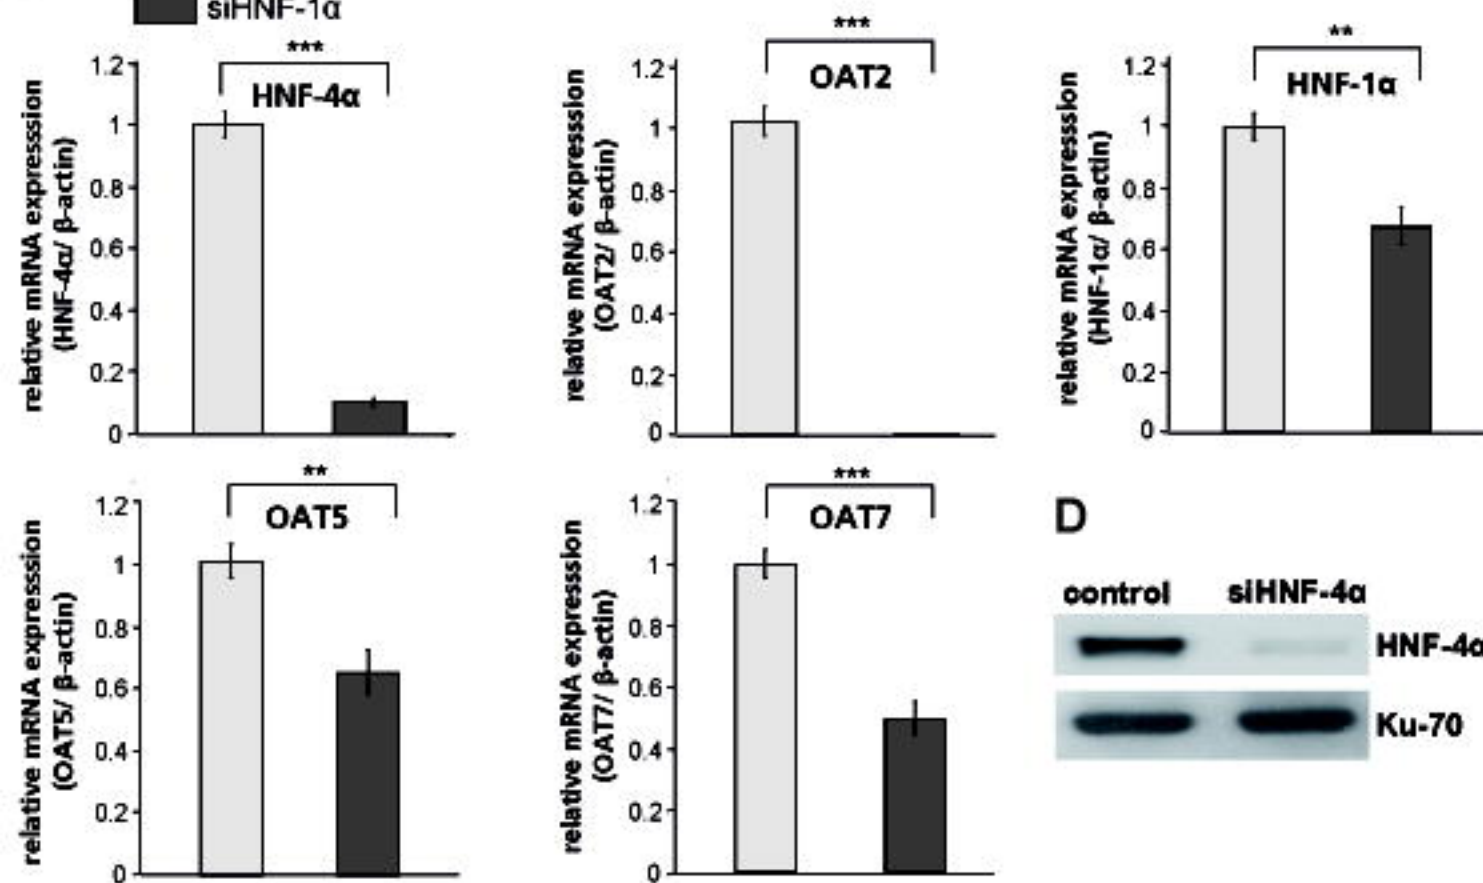 siHNF-1α
***
HNF-4α
relative mRNA expresssion
(HNF-4α/ β-actin)
1.2
1
0.8
0.6
0.4
0.2
0
***
OAT2
relative mRNA expresssion
(OAT2/ β-actin)
1.2
1
0.8
0.6
0.4
0.2
0
**
HNF-1α
relative mRNA expresssion
(HNF-1α/ β-actin)
1.2
1
0.8
0.6
0.4
0.2
0
**
OAT5
relative mRNA expresssion
(OAT5/ β-actin)
1.2
1
0.8
0.6
0.4
0.2
0
***
OAT7
relative mRNA expresssion
(OAT7/ β-actin)
1.2
1
0.8
0.6
0.4
0.2
0
D
control siHNF-4α
HNF-4α
Ku-70